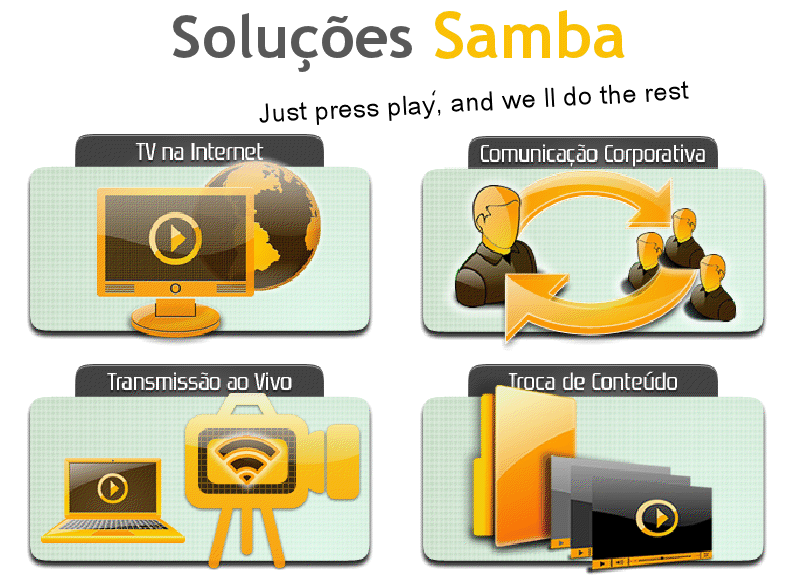 Soluções Samba
Just press play', and we ll do the rest
TV na Internet
Comunicação Corporativa
Transmissão ao Vivo
Troca de Conteúdo